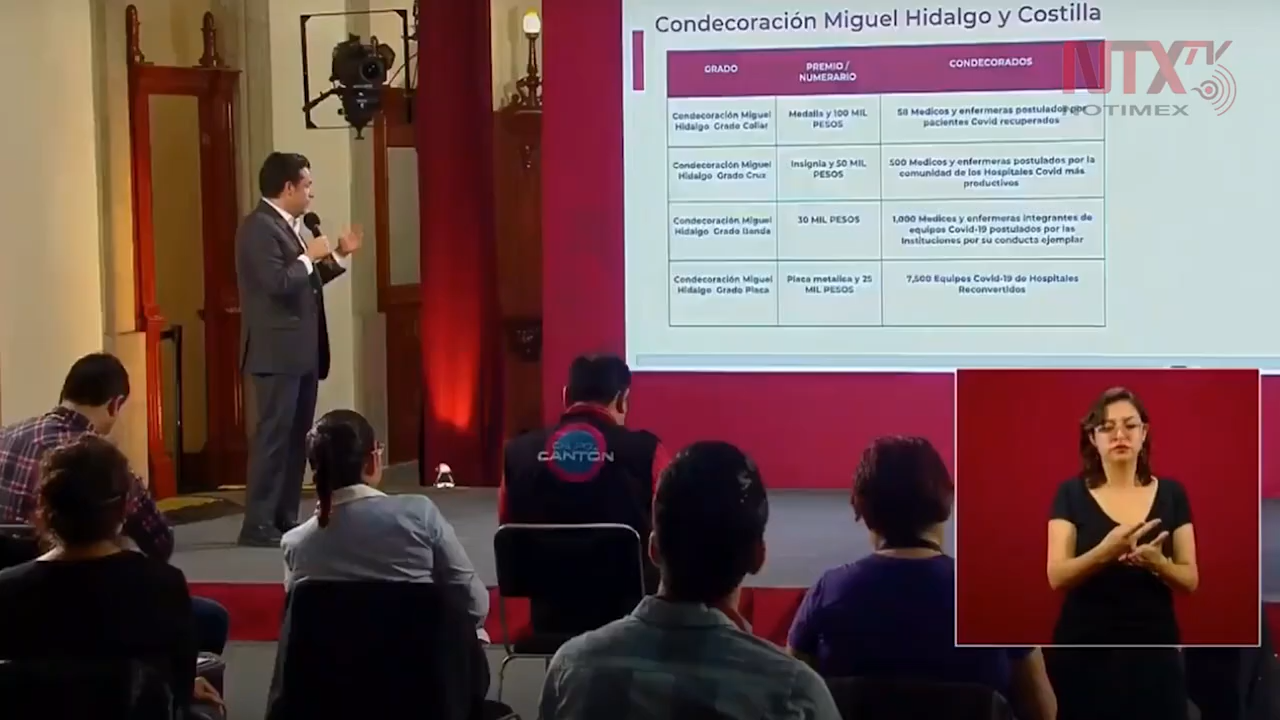 Condecoración Miguel Hidalgo y Costilla
GRADO
PREMIO /
NUMERARIO
CONDECORADOS
Condecoración Miguel
Hidalgo Grado Collar
Medalla y 100 MIL
PESOS
58 Medicos y enfermeras postulados por
pacientes Covid recuperados
Condecoración Miguel
Hidalgo Grado Cruz
Insignia y 50 MIL
PESOS
500 Medicos y enfermeras postulados por la
comunidad de los Hospitales Covid más
productivos
Condecoración Miguel
Hidalgo Grado Banda
30 MIL PESOS
1,000 Medicos y enfermeras integrantes de
equipos Covid-19 postulados por las
Instituciones por su conducta ejemplar
Condecoración Miguel
Hidalgo Grado Placa
Placa metalica y 25
MIL PESOS
7,500 Equipos Covid-19 de Hospitales
Reconvertidos
NTX TV
NOTIMEX
GRUPO
CANTÓN